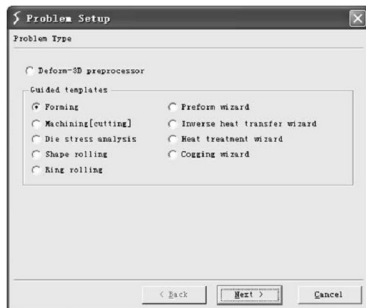 Problem Setup
Problem Type
Deform-3D preprocessor
Guided templates
Forming Preform wizard
Machining[cutting] Inverse heat transfer wizard
Die stress analysis Heat treatment wizard
Shape rolling Cogging wizard
Ring rolling
< Back Next > Cancel